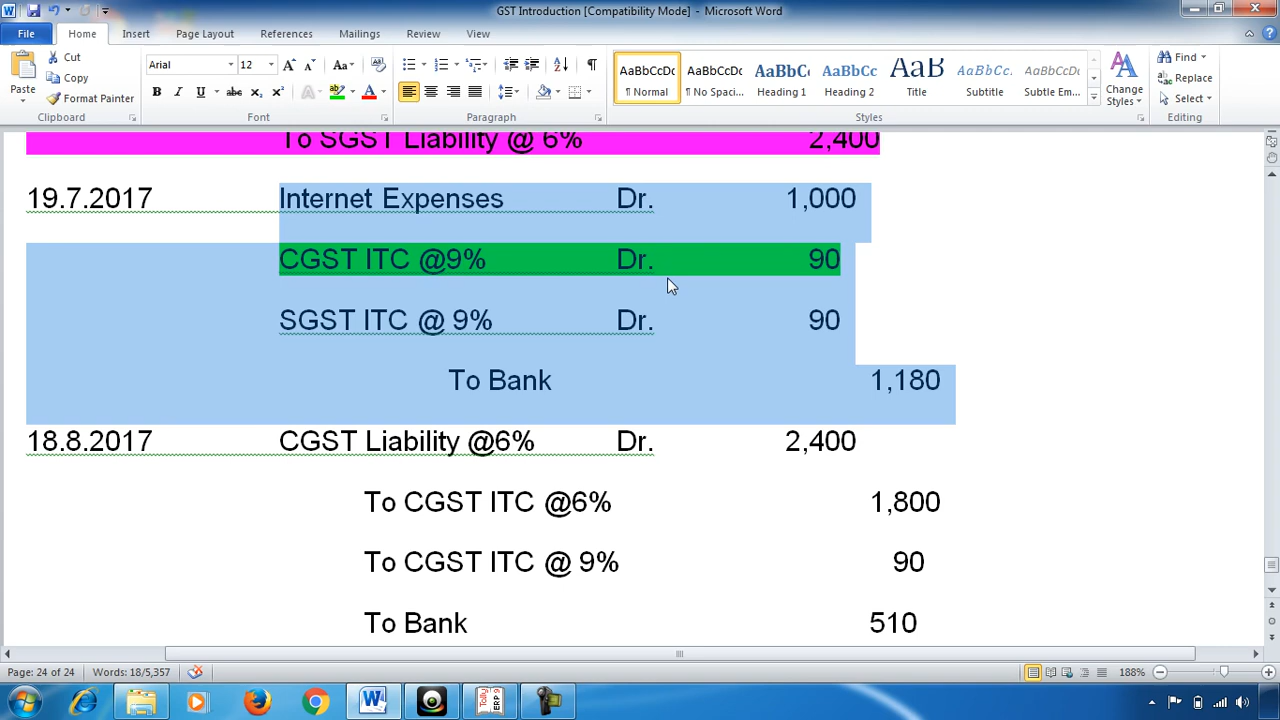 GST Introduction [Compatibility Mode] - Microsoft Word
File Home Insert Page Layout References Mailings Review View
Paste
Cut
Copy
Format Painter
Clipboard
Arial 12
Font
Paragraph
AaBbCcDc AaBbCcDc AaBbC AaBbCc AaB AaBbCc. AaBbCcDc
¶ Normal ¶ No Spaci... Heading 1 Heading 2 Title Subtitle Subtle Em...
Change Styles
Styles
Find
Replace
Select
Editing
To SGST Liability @ 6% 2,400
19.7.2017 Internet Expenses Dr. 1,000
CGST ITC @9% Dr. 90
SGST ITC @ 9% Dr. 90
To Bank 1,180
18.8.2017 CGST Liability @6% Dr. 2,400
To CGST ITC @6% 1,800
To CGST ITC @ 9% 90
To Bank 510
Page: 24 of 24 Words: 18/5,357 188%